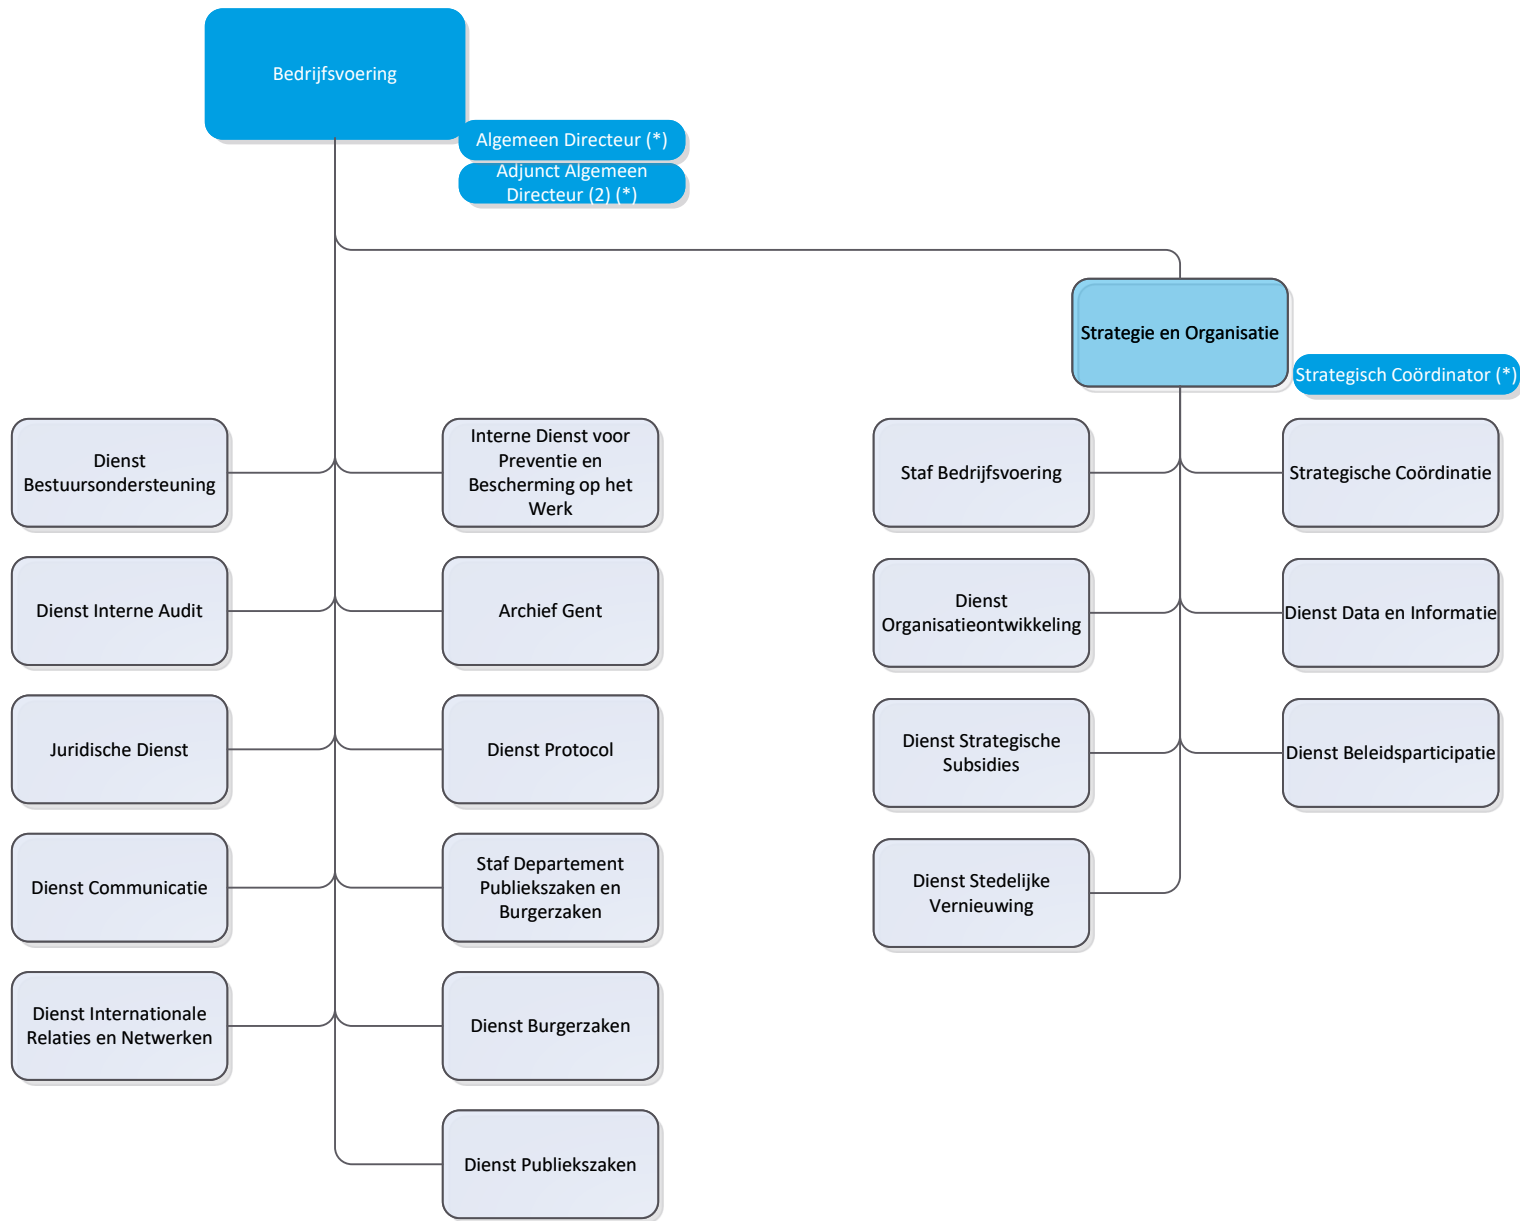 Bedrijfsvoering
Algemeen Directeur (*)
Adjunct Algemeen
Directeur (2) (*)
Strategie en Organisatie
Strategisch Coördinator (*)
Dienst
Bestuursondersteuning
Interne Dienst voor
Preventie en
Bescherming op het
Werk
Staf Bedrijfsvoering
Strategische Coördinatie
Dienst Interne Audit
Archief Gent
Dienst
Organisatieontwikkeling
Dienst Data en Informatie
Juridische Dienst
Dienst Protocol
Dienst Strategische
Subsidies
Dienst Beleidsparticipatie
Dienst Communicatie
Staf Departement
Publiekszaken en
Burgerzaken
Dienst Stedelijke
Vernieuwing
Dienst Internationale
Relaties en Netwerken
Dienst Burgerzaken
Dienst Publiekszaken